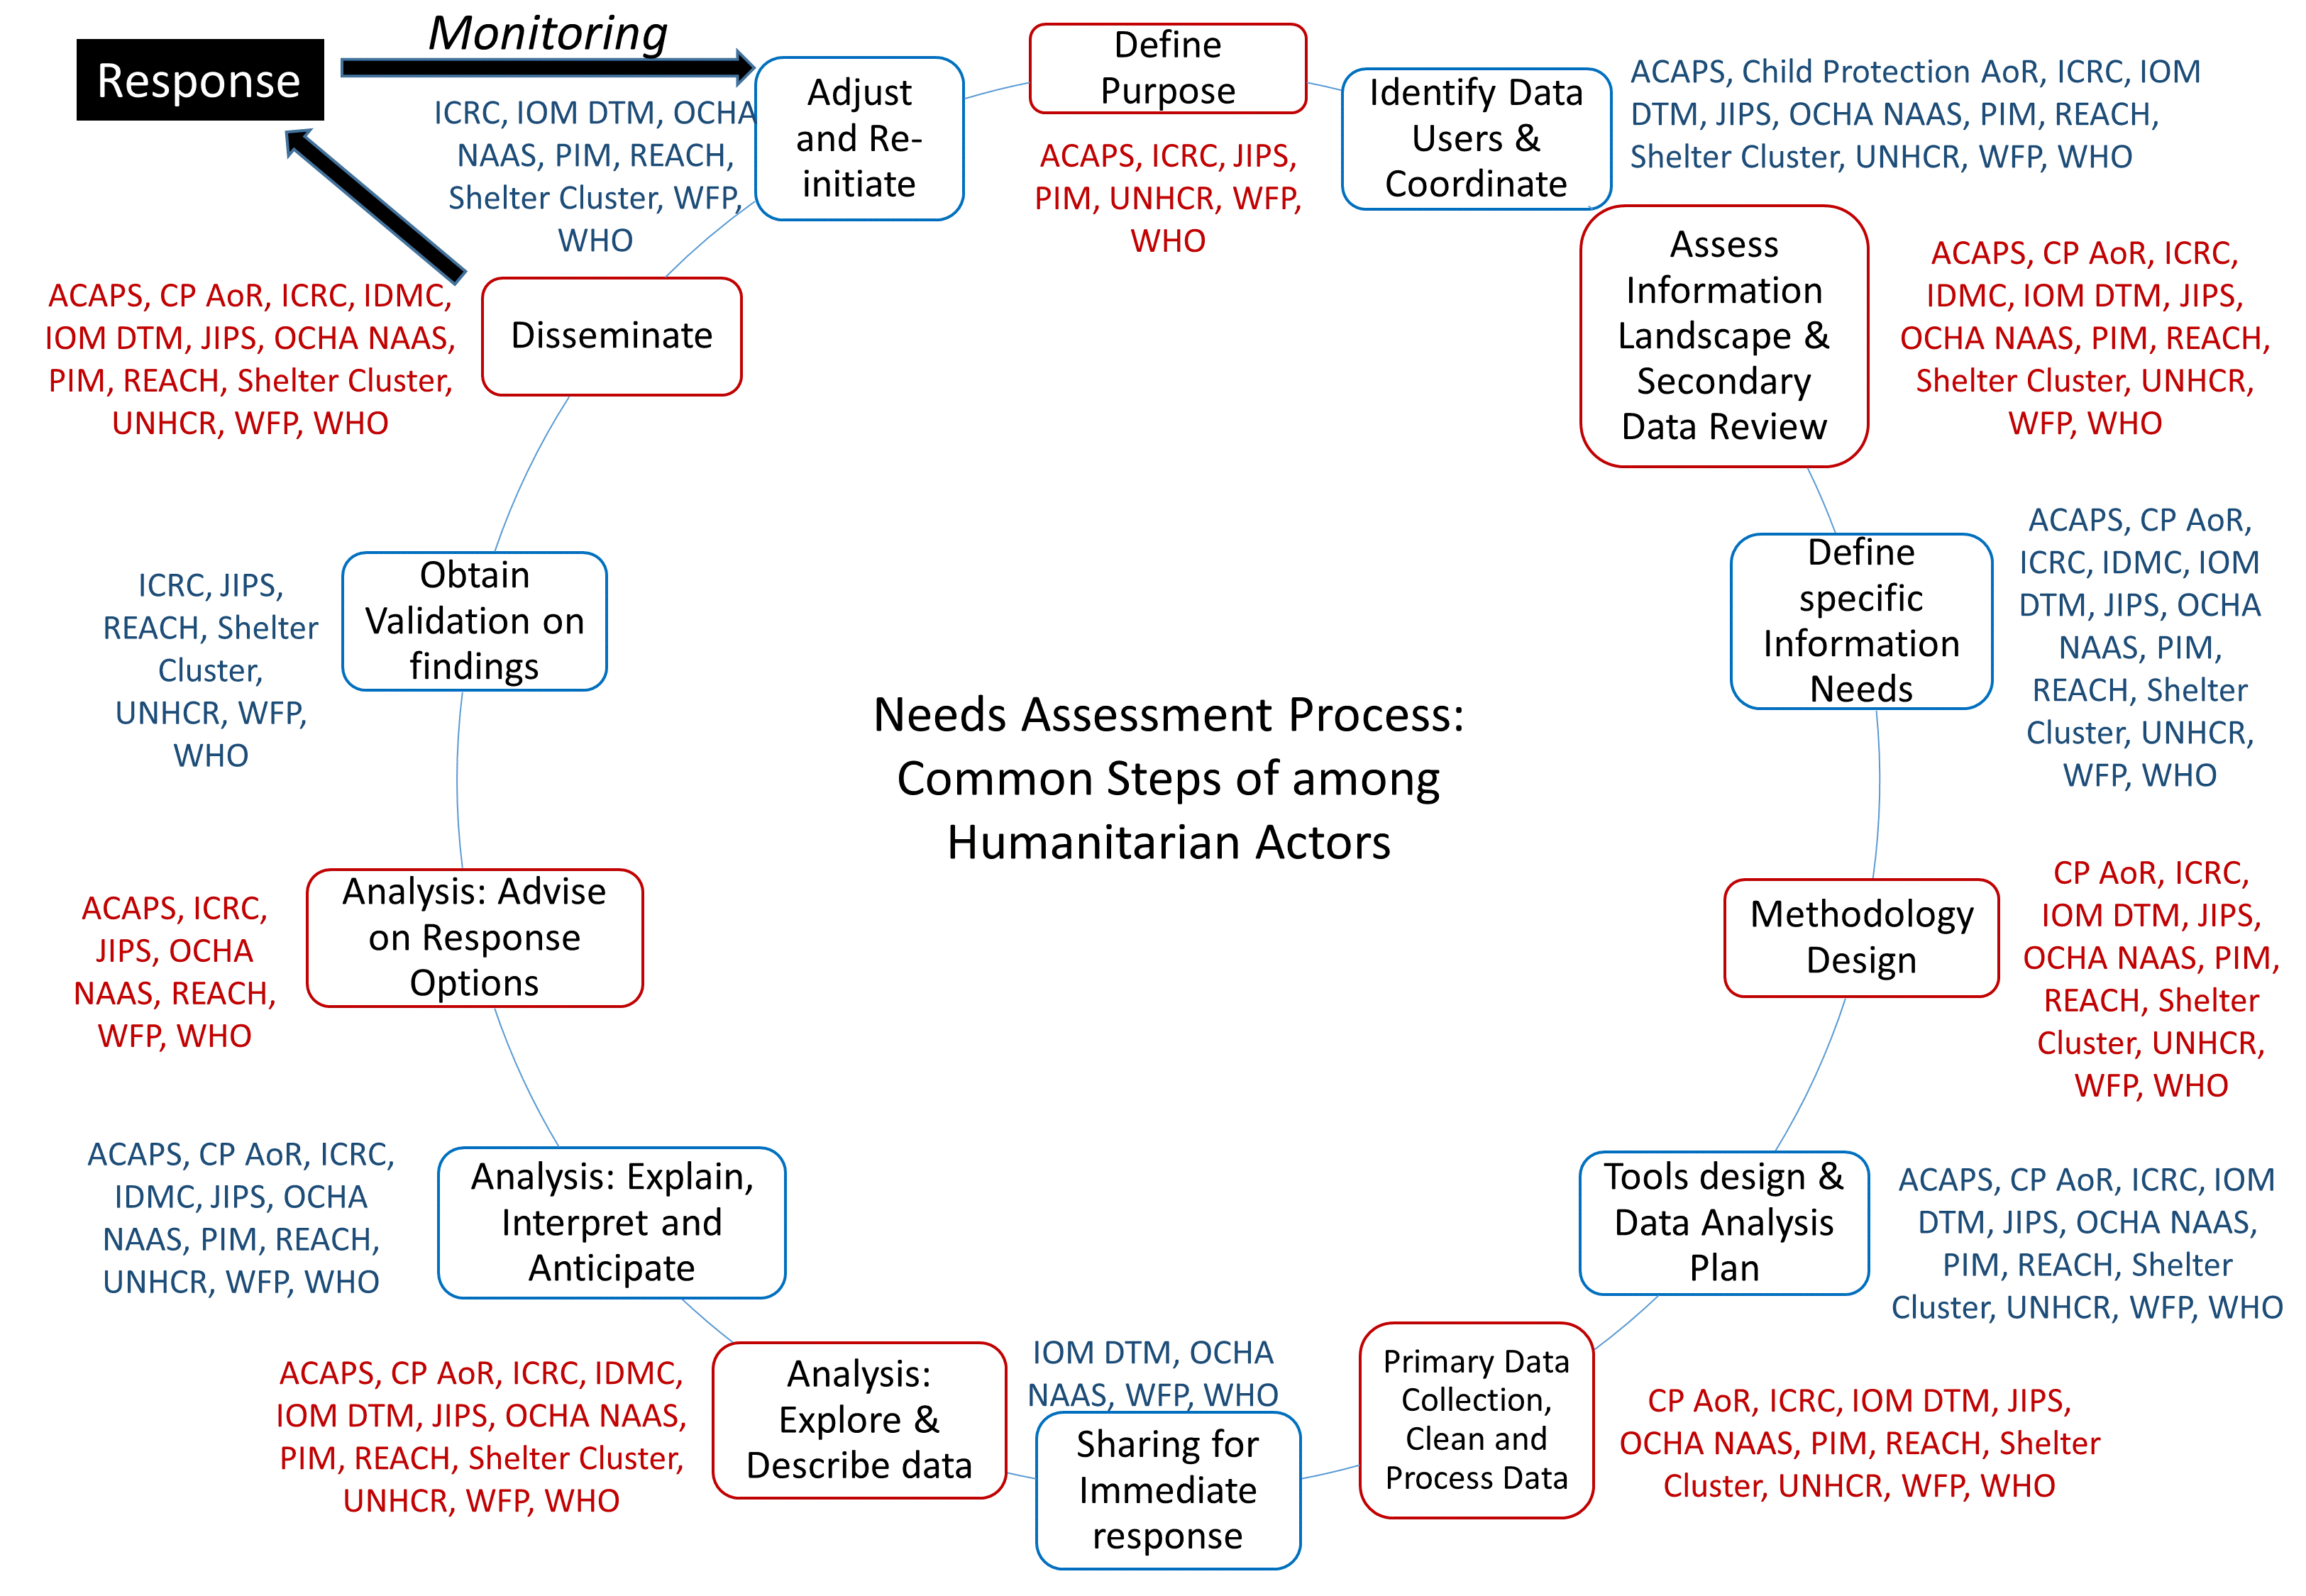 Response
Monitoring
Adjust
and Re-
initiate
ICRC, IOM DTM, OCHA
NAAS, PIM, REACH,
Shelter Cluster, WFP,
WHO
Define
Purpose
ACAPS, ICRC, JIPS,
PIM, UNHCR, WFP,
WHO
Identify Data
Users &
Coordinate
ACAPS, Child Protection AoR, ICRC, IOM
DTM, JIPS, OCHA NAAS, PIM, REACH,
Shelter Cluster, UNHCR, WFP, WHO
Assess
Information
Landscape &
Secondary
Data Review
ACAPS, CP AoR, ICRC,
IDMC, IOM DTM, JIPS,
OCHA NAAS, PIM, REACH,
Shelter Cluster, UNHCR,
WFP, WHO
Define
specific
Information
Needs
ACAPS, CP AoR,
ICRC, IDMC, IOM
DTM, JIPS, OCHA
NAAS, PIM,
REACH, Shelter
Cluster, UNHCR,
WFP, WHO
Methodology
Design
CP AoR, ICRC,
IOM DTM, JIPS,
OCHA NAAS, PIM,
REACH, Shelter
Cluster, UNHCR,
WFP, WHO
Tools design &
Data Analysis
Plan
ACAPS, CP AoR, ICRC, IOM
DTM, JIPS, OCHA NAAS,
PIM, REACH, Shelter
Cluster, UNHCR, WFP, WHO
Primary Data
Collection,
Clean and
Process Data
CP AoR, ICRC, IOM DTM, JIPS,
OCHA NAAS, PIM, REACH, Shelter
Cluster, UNHCR, WFP, WHO
IOM DTM, OCHA
NAAS, WFP, WHO
Sharing for
Immediate
response
Analysis:
Explore &
Describe data
ACAPS, CP AoR, ICRC, IDMC,
IOM DTM, JIPS, OCHA NAAS,
PIM, REACH, Shelter Cluster,
UNHCR, WFP, WHO
Analysis: Explain,
Interpret and
Anticipate
ACAPS, CP AoR, ICRC,
IDMC, JIPS, OCHA
NAAS, PIM, REACH,
UNHCR, WFP, WHO
Analysis: Advise
on Response
Options
ACAPS, ICRC,
JIPS, OCHA
NAAS, REACH,
WFP, WHO
Obtain
Validation on
findings
ICRC, JIPS,
REACH, Shelter
Cluster,
UNHCR, WFP,
WHO
Disseminate
ACAPS, CP AoR, ICRC, IDMC,
IOM DTM, JIPS, OCHA NAAS,
PIM, REACH, Shelter Cluster,
UNHCR, WFP, WHO
Needs Assessment Process:
Common Steps of among
Humanitarian Actors